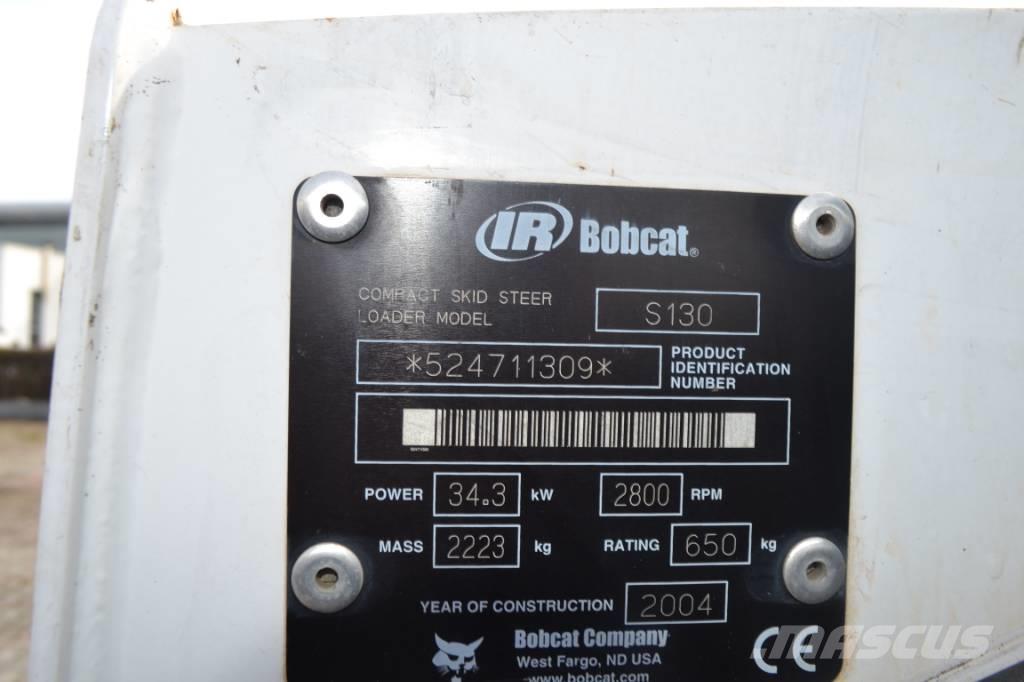 IR Bobcat®
COMPACT SKID STEER
LOADER MODEL
S130
*524711309*
PRODUCT
IDENTIFICATION
NUMBER
POWER 34.3 kW 2800 RPM
MASS 2223 kg RATING 650 kg
YEAR OF CONSTRUCTION 2004
Bobcat Company
West Fargo, ND USA
www.bobcat.com
CE
MASCUS